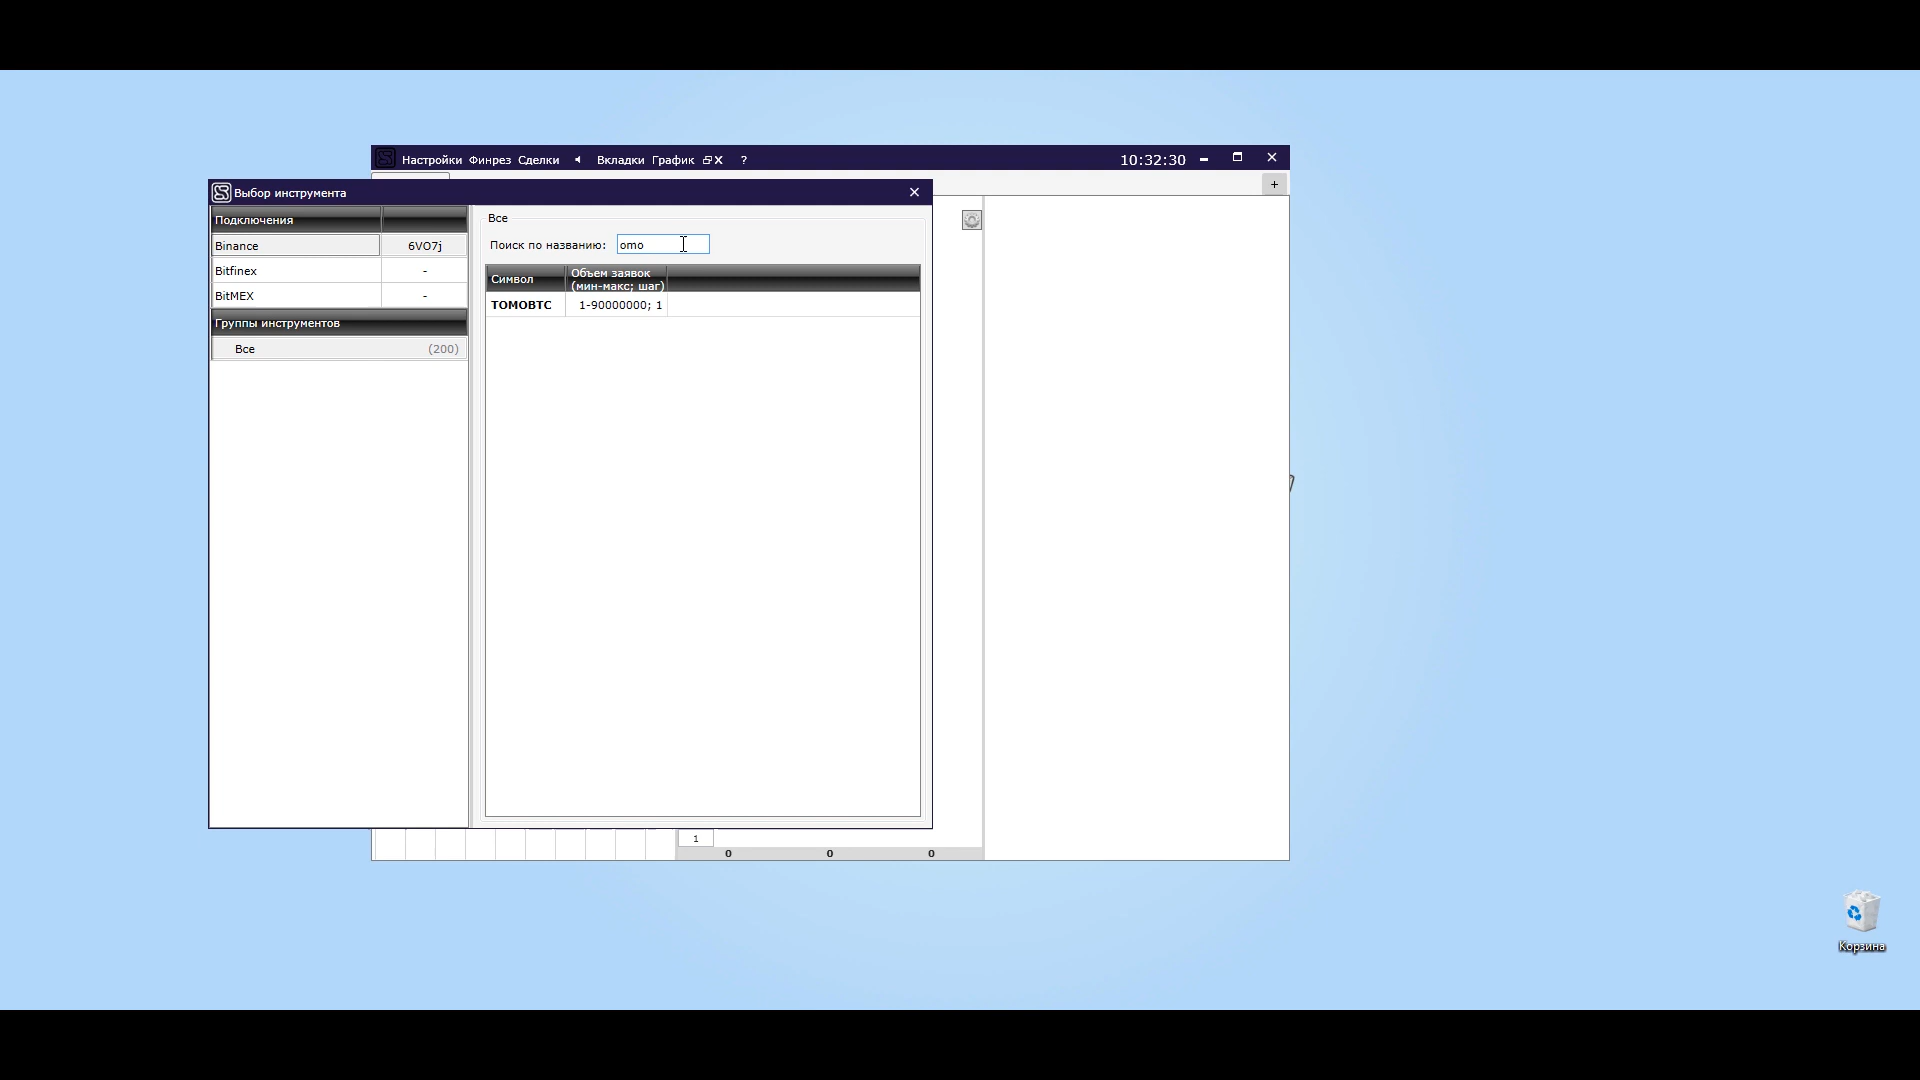 Настройки Финрез Сделки Вкладки График ? 10:32:30
+
Выбор инструмента
Подключения
Binance 6VO7j
Bitfinex -
BitMEX -
Группы инструментов
Все (200)
Все
Поиск по названию: omo
Символ Объем заявок (мин-макс; шаг)
TOMOBTC 1-90000000; 1
1
0 0 0
Корзина